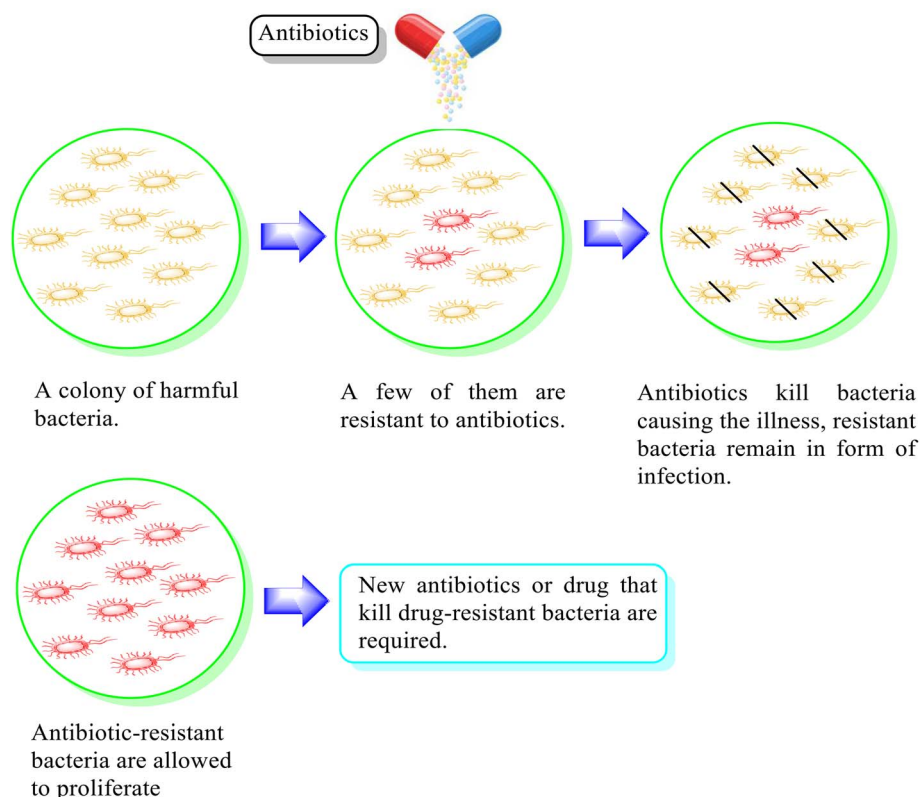 Antibiotics
A colony of harmful
bacteria.
A few of them are
resistant to antibiotics.
Antibiotics kill bacteria
causing the illness, resistant
bacteria remain in form of
infection.
New antibiotics or drug that
kill drug-resistant bacteria are
required.
Antibiotic-resistant
bacteria are allowed
to proliferate